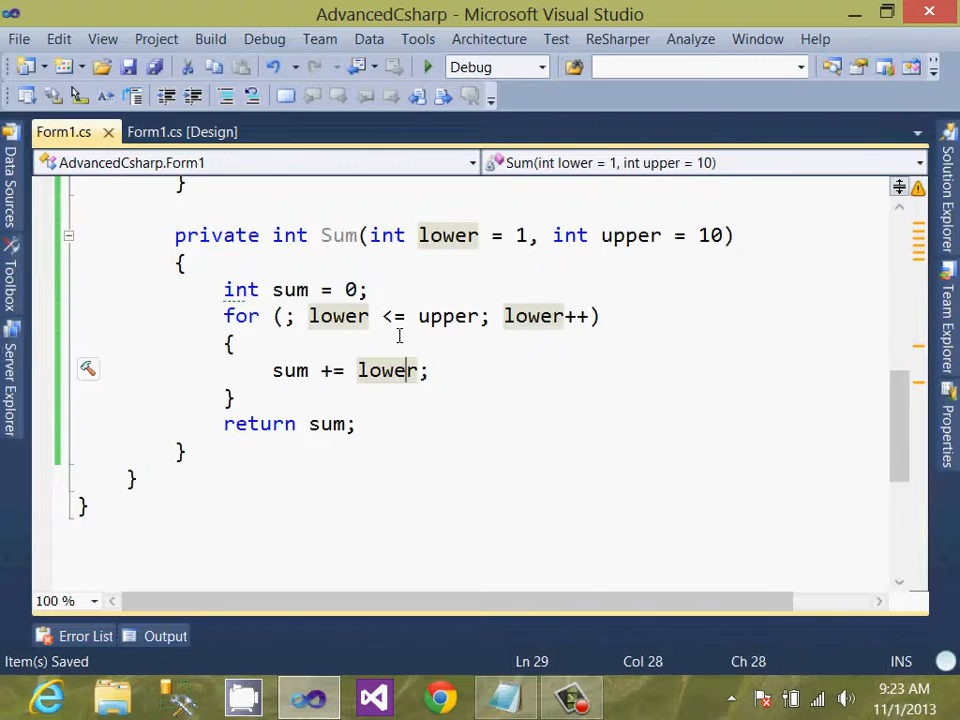 AdvancedCsharp - Microsoft Visual Studio
File Edit View Project Build Debug Team Data Tools Architecture Test ReSharper Analyze Window Help
Debug
Form1.cs Form1.cs [Design]
AdvancedCsharp.Form1 Sum(int lower = 1, int upper = 10)
}
private int Sum(int lower = 1, int upper = 10)
{
int sum = 0;
for (; lower <= upper; lower++)
{
sum += lower;
}
return sum;
}
}
}
Data Sources
Toolbox
Server Explorer
Solution Explorer
Team Explorer
Properties
100 %
Error List Output
Item(s) Saved Ln 29 Col 28 Ch 28 INS
9:23 AM
11/1/2013